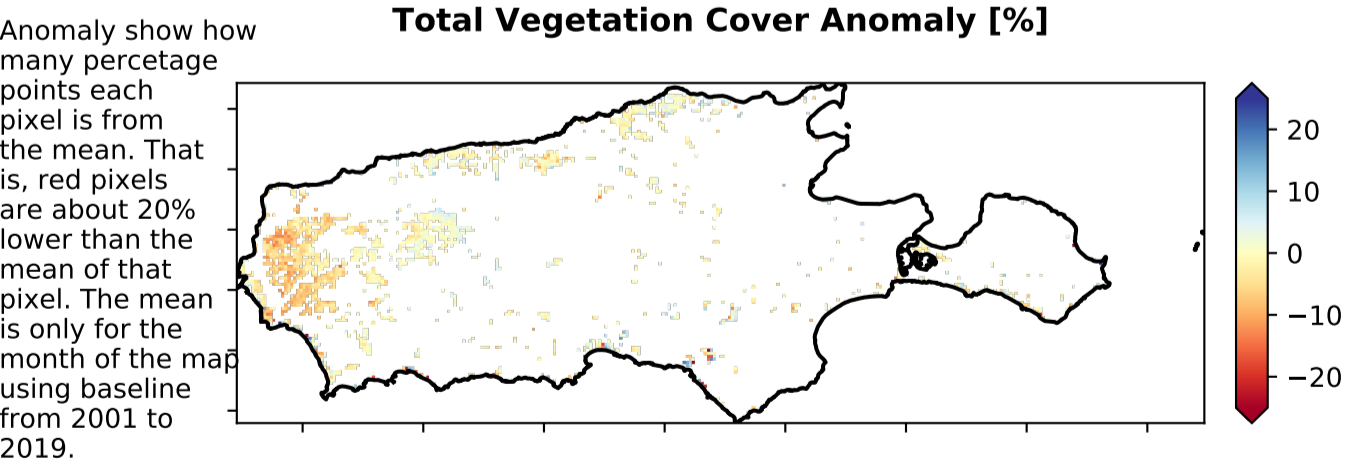 Total Vegetation Cover Anomaly [%]
Anomaly show how
many percetage
points each
pixel is from
the mean. That
is, red pixels
are about 20%
lower than the
mean of that
pixel. The mean
is only for the
month of the map
using baseline
from 2001 to
2019.
20
10
0
−10
−20